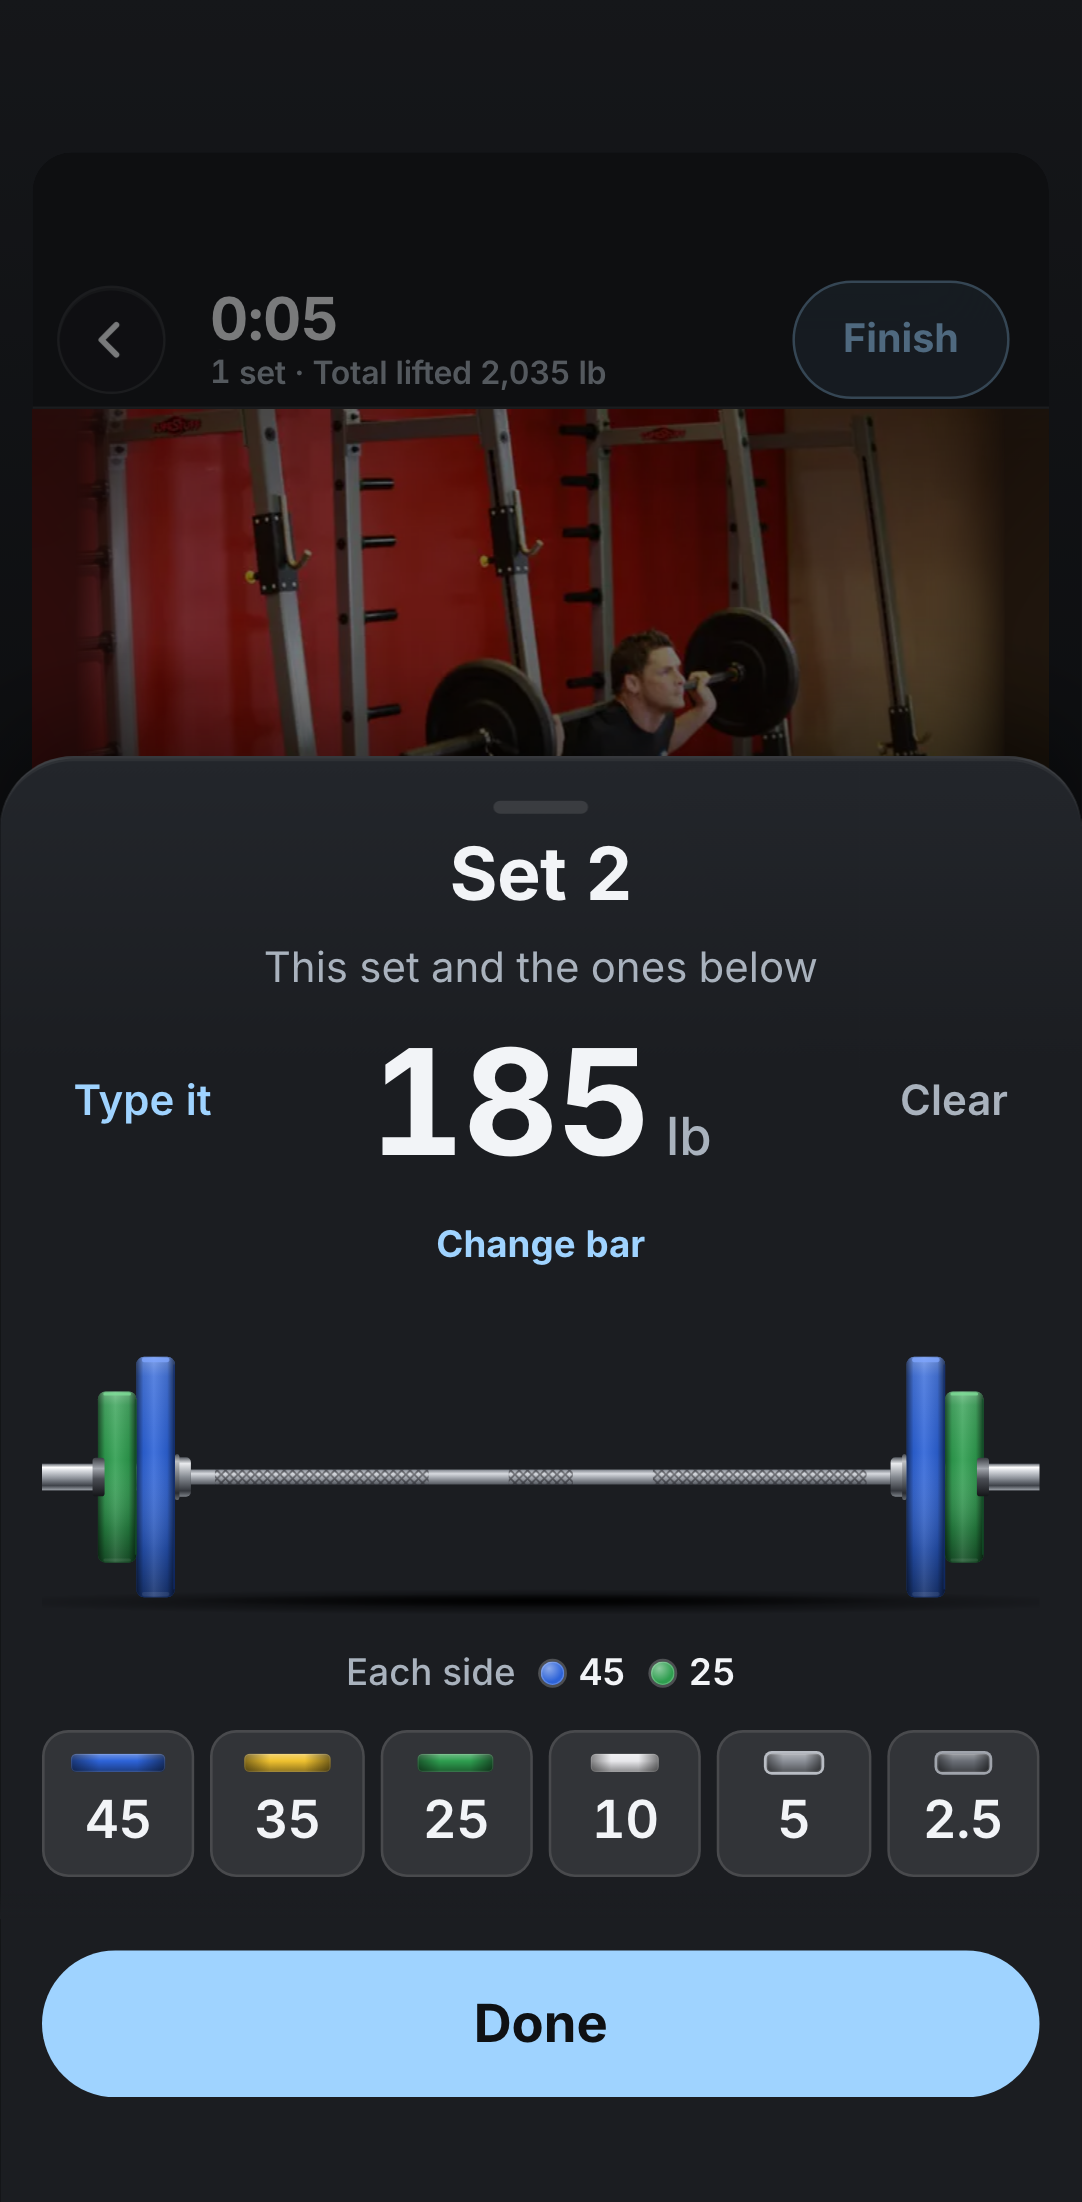 0:05
1 set · Total lifted 2,035 lb
Finish
Set 2
This set and the ones below
Type it
185 lb
Clear
Change bar
Each side 45 25
45 35 25 10 5 2.5
Done